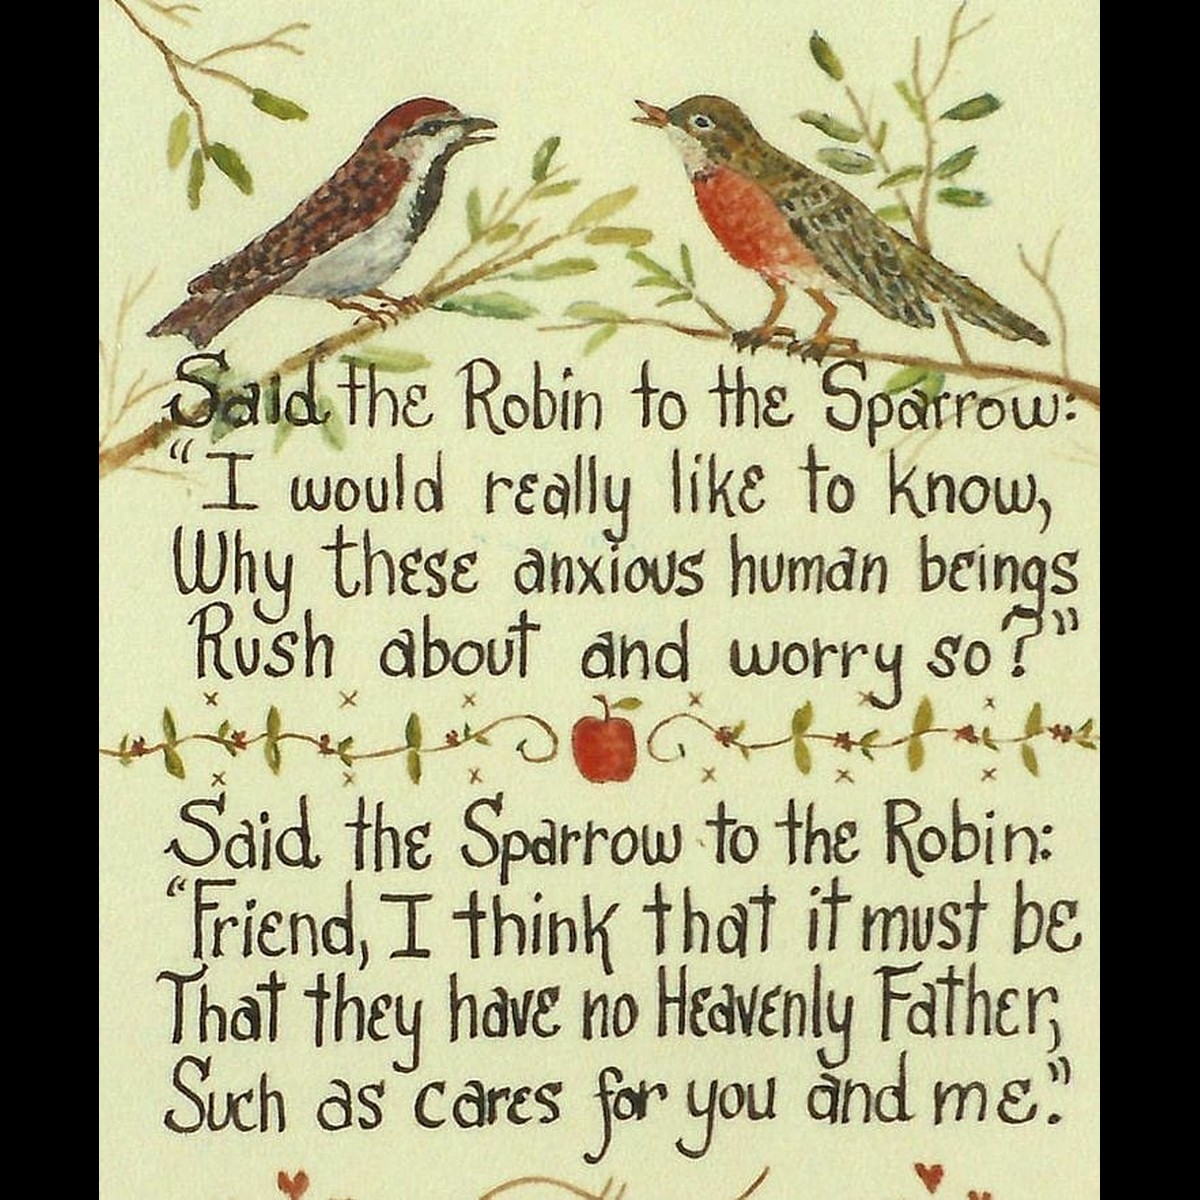 Said the Robin to the Sparrow:
"I would really like to know,
Why these anxious human beings
Rush about and worry so?"
Said the Sparrow to the Robin:
"Friend, I think that it must be
That they have no Heavenly Father,
Such as cares for you and me."